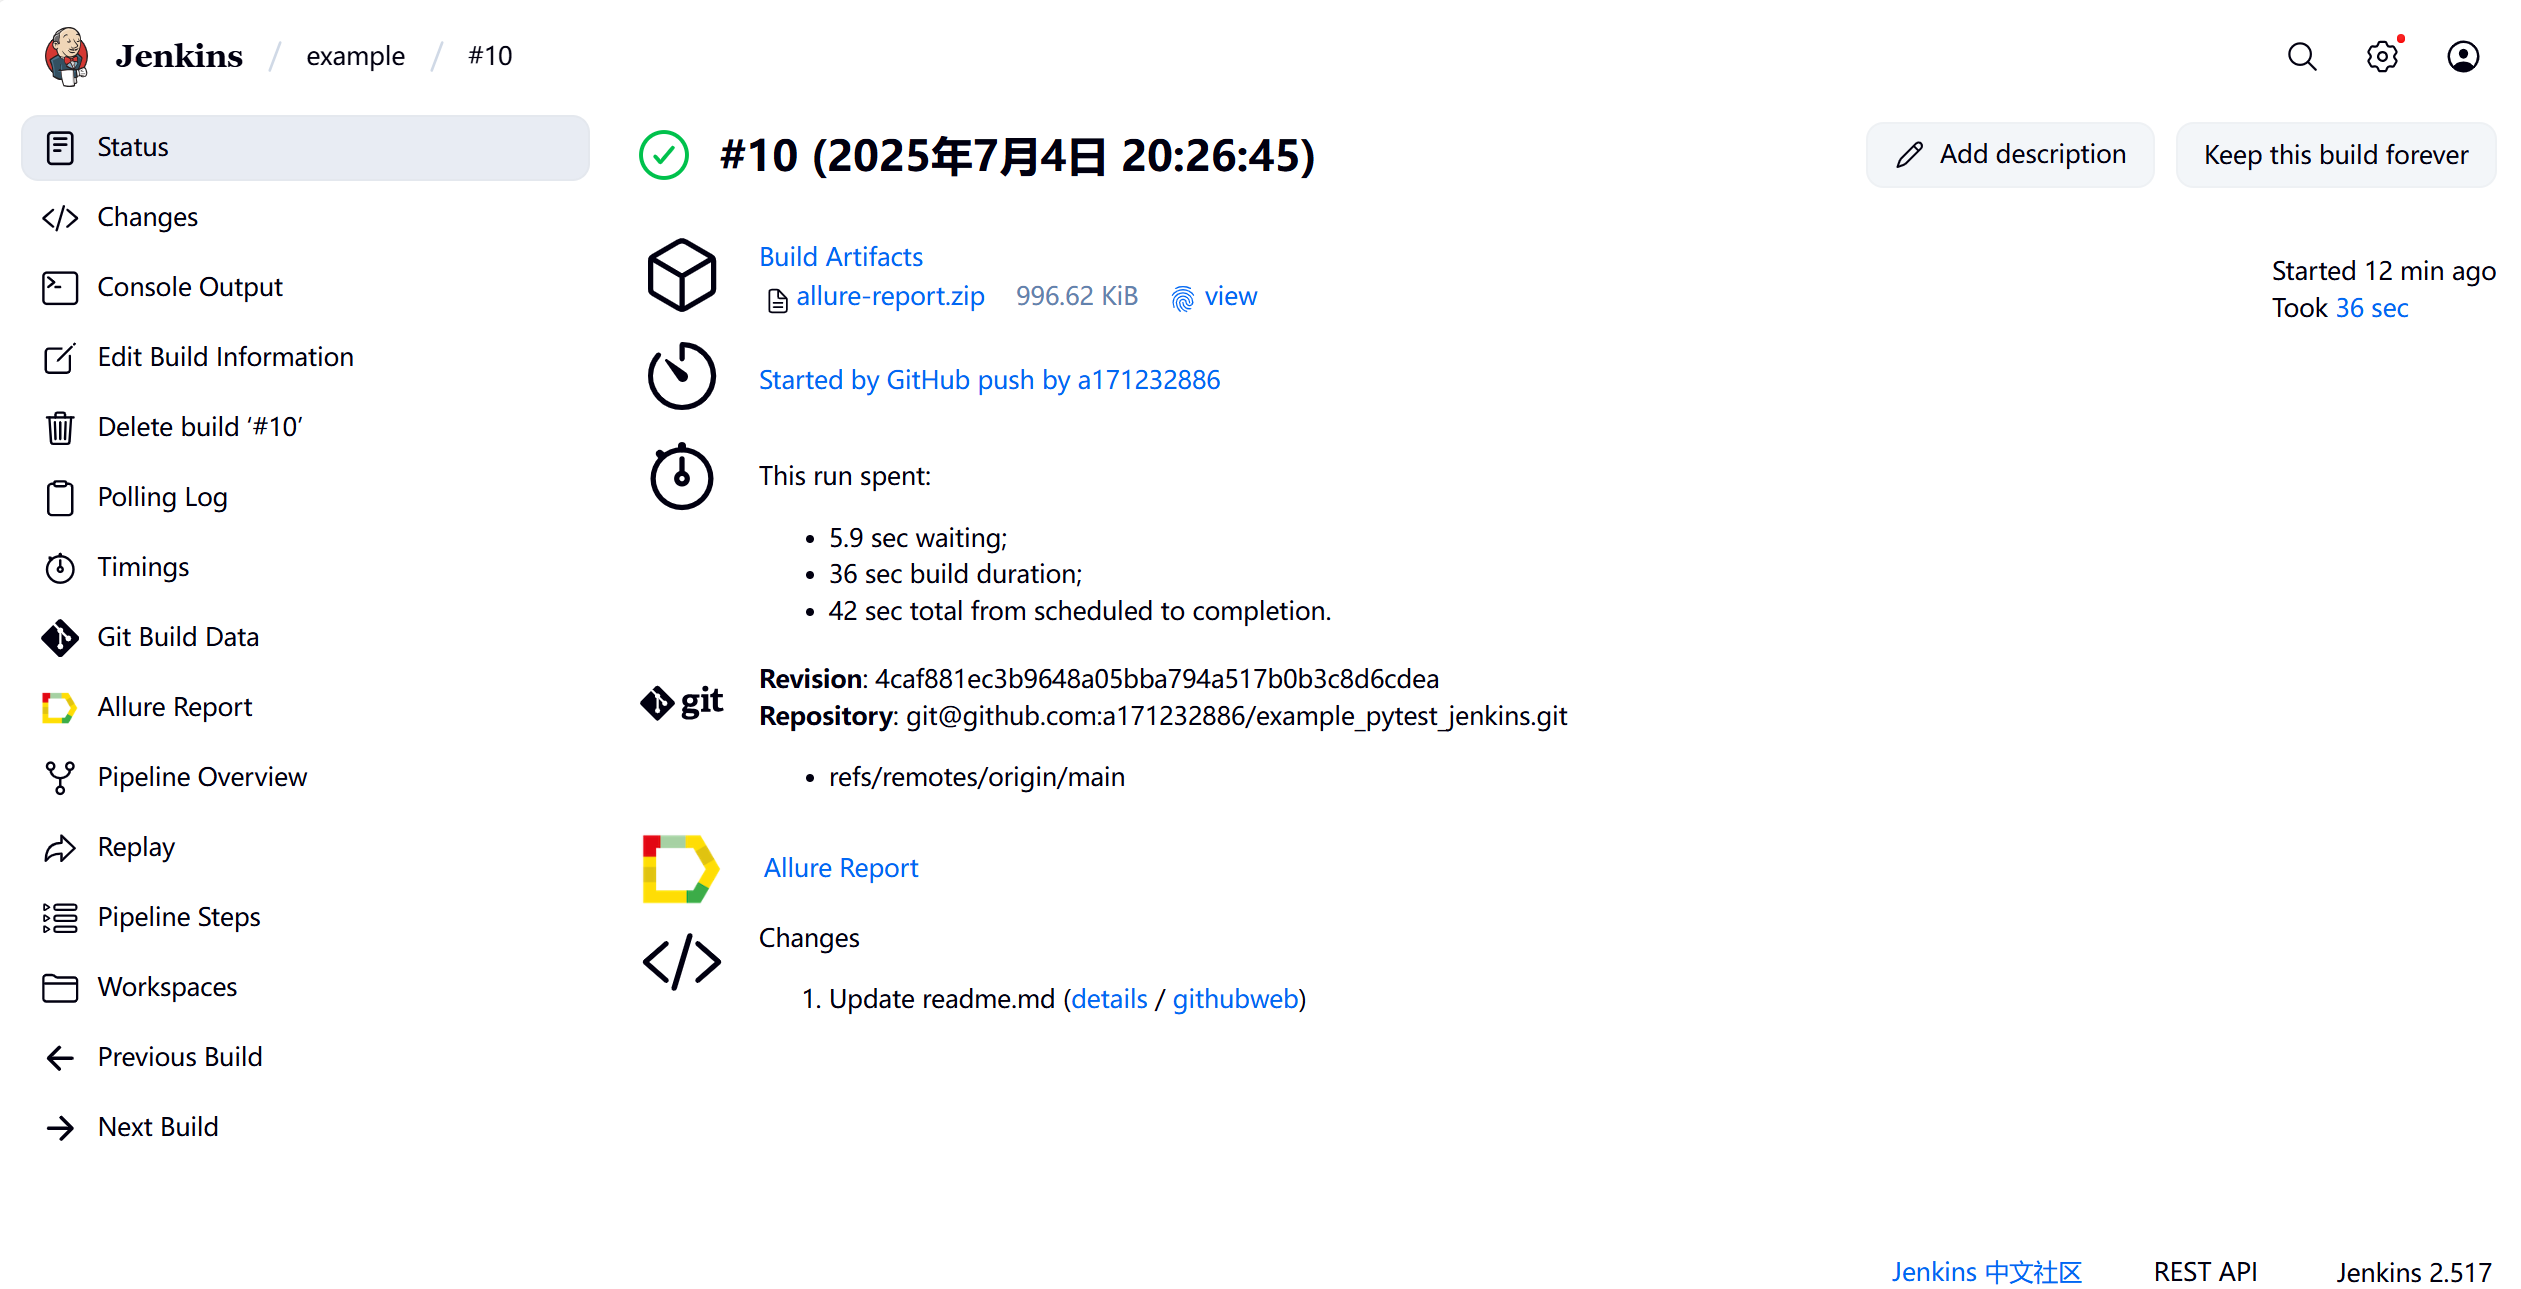 Jenkins / example / #10
Status
Changes
Console Output
Edit Build Information
Delete build ‘#10’
Polling Log
Timings
Git Build Data
Allure Report
Pipeline Overview
Replay
Pipeline Steps
Workspaces
Previous Build
Next Build
#10 (2025年7月4日 20:26:45)
Add description
Keep this build forever
Build Artifacts
allure-report.zip 996.62 KiB view
Started 12 min ago
Took 36 sec
Started by GitHub push by a171232886
This run spent:
• 5.9 sec waiting;
• 36 sec build duration;
• 42 sec total from scheduled to completion.
git
Revision: 4caf881ec3b9648a05bba794a517b0b3c8d6cdea
Repository: git@github.com:a171232886/example_pytest_jenkins.git
• refs/remotes/origin/main
Allure Report
Changes
1. Update readme.md (details / githubweb)
Jenkins 中文社区
REST API
Jenkins 2.517